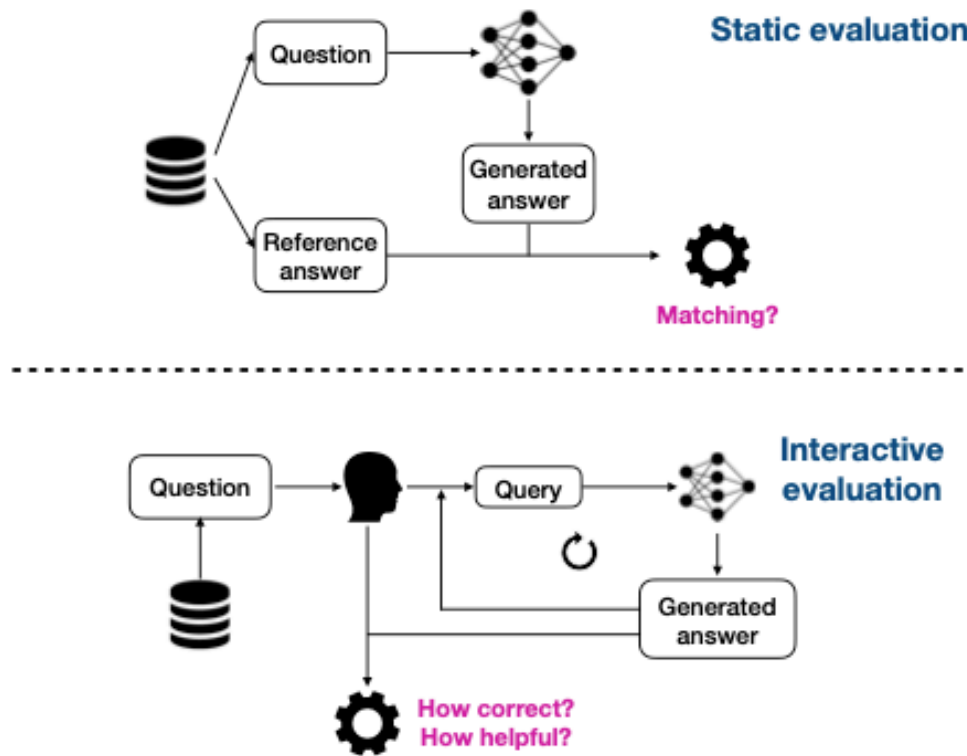 Static evaluation
Question
Generated
answer
Reference
answer
Matching?
Interactive
evaluation
Question
Query
Generated
answer
How correct?
How helpful?